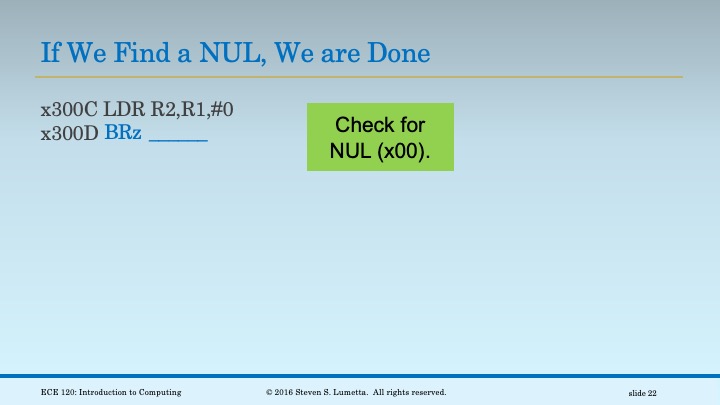 If We Find a NUL, We are Done
x300C LDR R2,R1,#0
x300D BRz ______
Check for
NUL (x00).
ECE 120: Introduction to Computing
© 2016 Steven S. Lumetta. All rights reserved.
slide 22